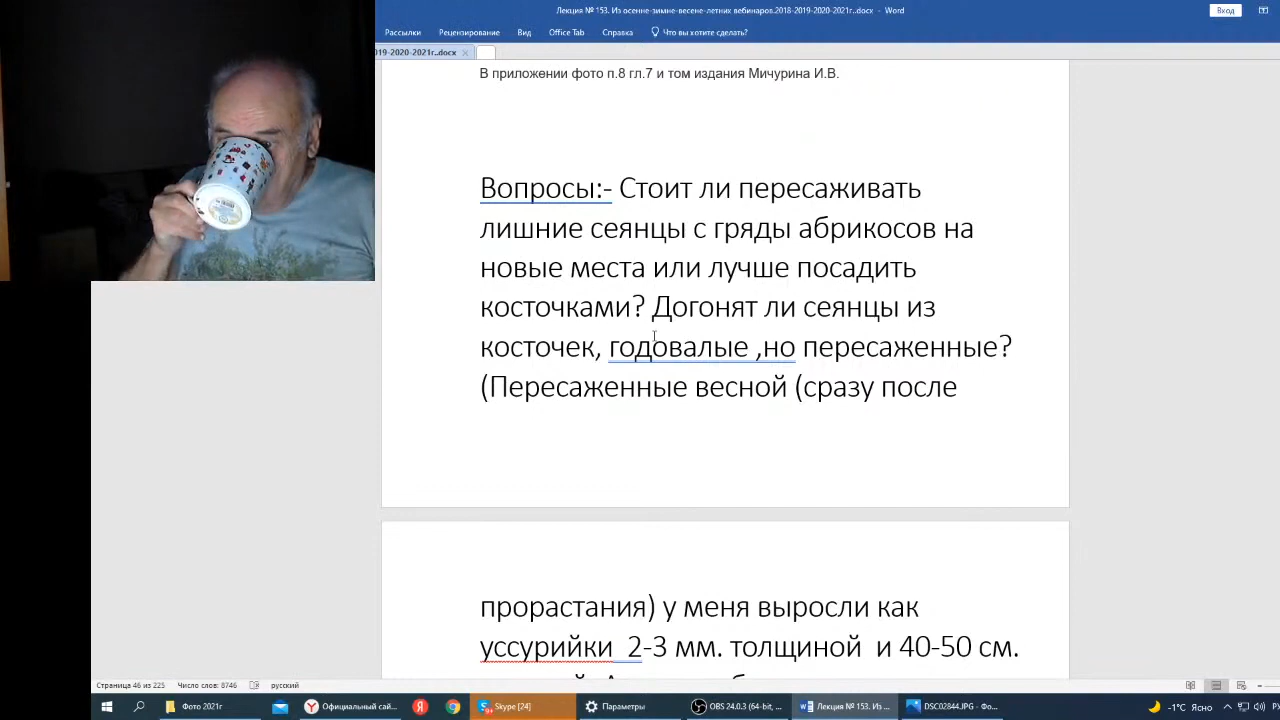 Лекция № 153. Из осенне-зимне-весене-летних вебинаров.2018-2019-2020-2021г..docx - Word
Вход
Рассылки Рецензирование Вид Office Tab Справка Что вы хотите сделать?
019-2020-2021г..docx
В приложении фото п.8 гл.7 и том издания Мичурина И.В.
Вопросы:- Стоит ли пересаживать
лишние сеянцы с гряды абрикосов на
новые места или лучше посадить
косточками? Догонят ли сеянцы из
косточек, годовалые ,но пересаженные?
(Пересаженные весной (сразу после
прорастания) у меня выросли как
уссурийки 2-3 мм. толщиной и 40-50 см.
Страница 46 из 225 Число слов: 8746 русский
Фото 2021г Официальный сай... Skype [24] Параметры OBS 24.0.3 (64-bit, ... Лекция № 153. Из ... DSC02844.JPG - Фо... -1°C Ясно